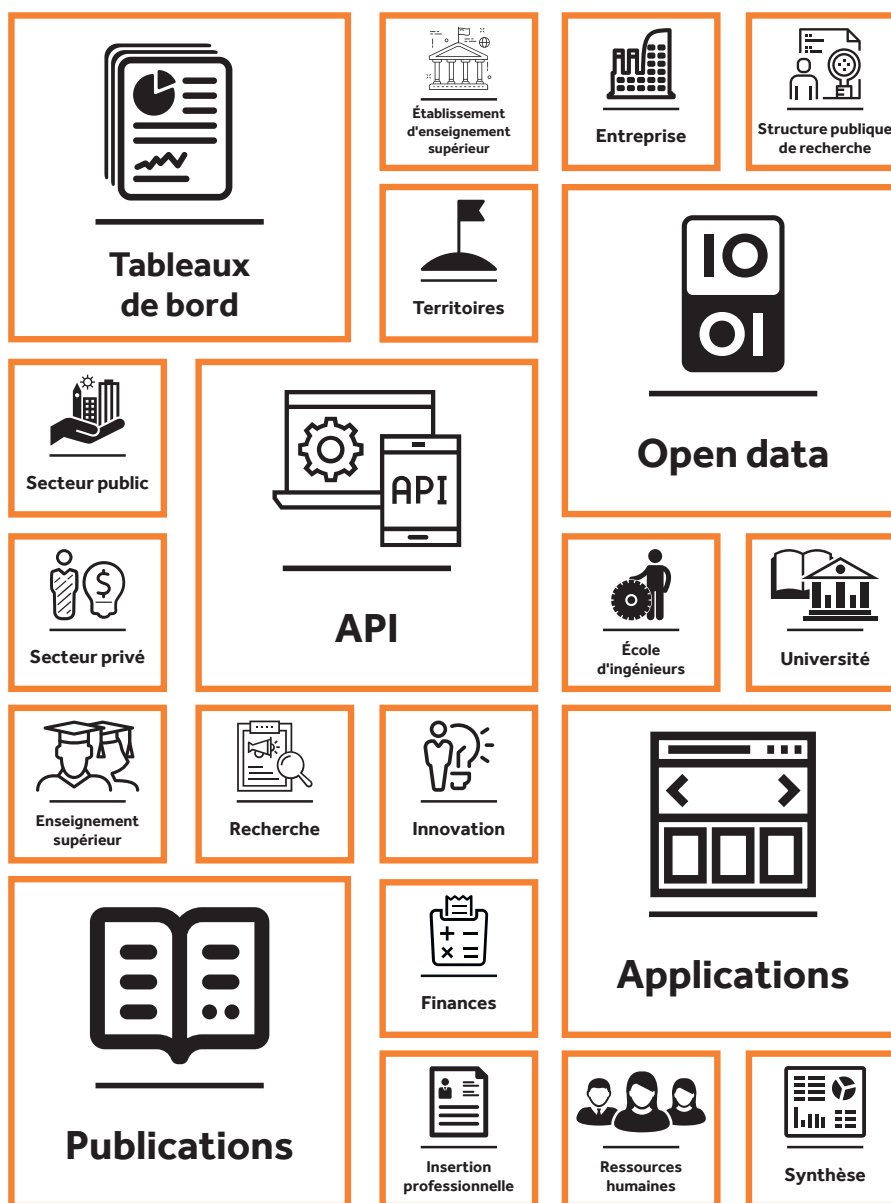 Tableaux
de bord
Établissement
d'enseignement
supérieur
Entreprise
Structure publique
de recherche
Territoires
IO
OI
Open data
Secteur public
API
API
$
Secteur privé
École
d'ingénieurs
Université
Enseignement
supérieur
Recherche
Innovation
Applications
Publications
+ −
× =
Finances
Insertion
professionnelle
Ressources
humaines
Synthèse